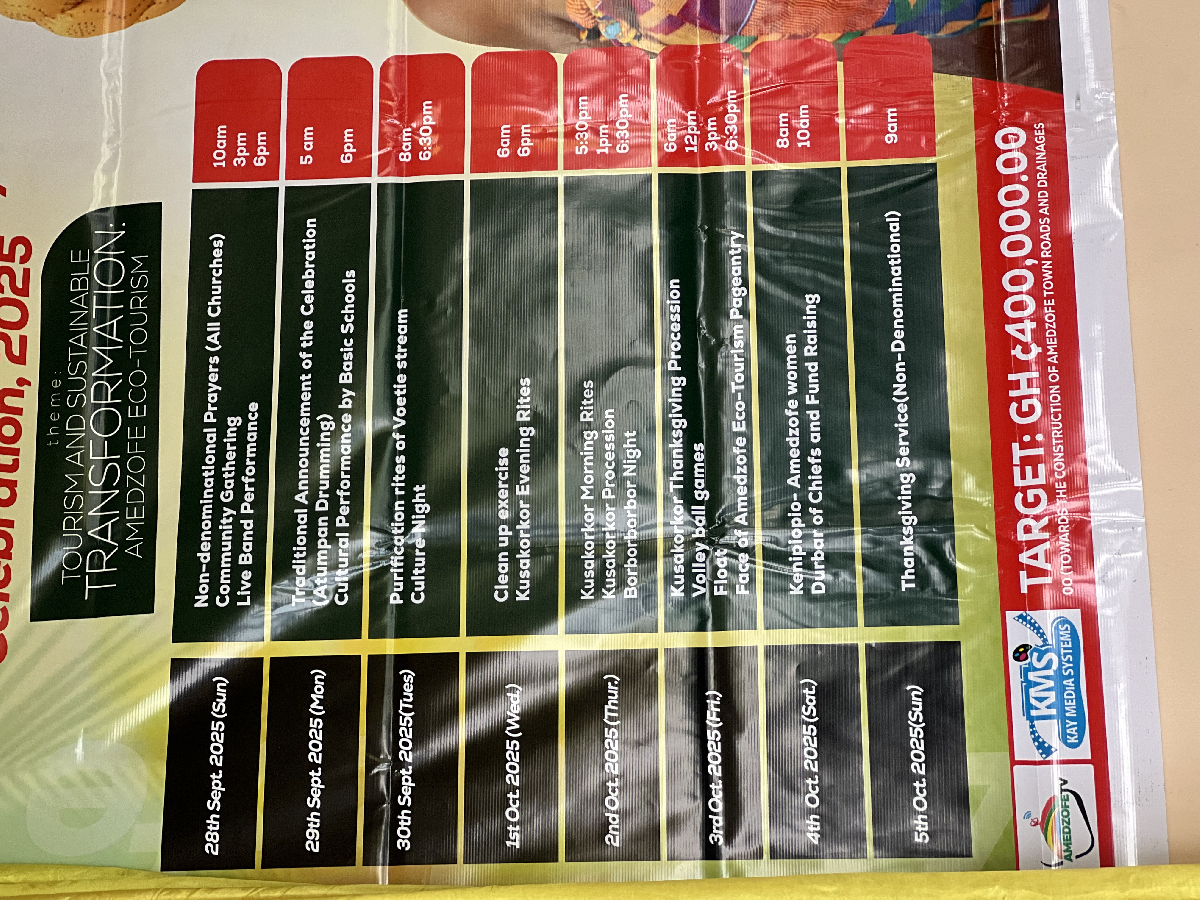 Celebration, 2025
theme:
TOURISM AND SUSTAINABLE
TRANSFORMATION:
AMEDZOFE ECO-TOURISM
28th Sept. 2025 (Sun)
Non-denominational Prayers (All Churches)
Community Gathering
Live Band Performance
10am
3pm
6pm
29th Sept. 2025 (Mon)
Traditional Announcement of the Celebration
(Atumpan Drumming)
Cultural Performance by Basic Schools
5 am
6pm
30th Sept. 2025(Tues)
Purification rites of Voetie stream
Culture Night
8am
6:30pm
1st Oct. 2025 (Wed.)
Clean up exercise
Kusakorkor Evening Rites
6am
6pm
2nd Oct. 2025 (Thur.)
Kusakorkor Morning Rites
Kusakorkor Procession
Borborborbor Night
5:30pm
1pm
6:30pm
3rd Oct. 2025 (Fri.)
Kusakorkor Thanksgiving Procession
Volley ball games
Float
Face of Amedzofe Eco-Tourism Pageantry
6am
12pm
3pm
6:30pm
4th Oct. 2025 (Sat.)
Keniploplo- Amedzofe women
Durbar of Chiefs and Fund Raising
8am
10am
5th Oct. 2025(Sun)
Thanksgiving Service(Non-Denominational)
9am
AMEDZOFE TV
KMS
KAY MEDIA SYSTEMS
TARGET: GH₵400,000.00
(TOWARDS THE CONSTRUCTION OF AMEDZOFE TOWN ROADS AND DRAINAGES